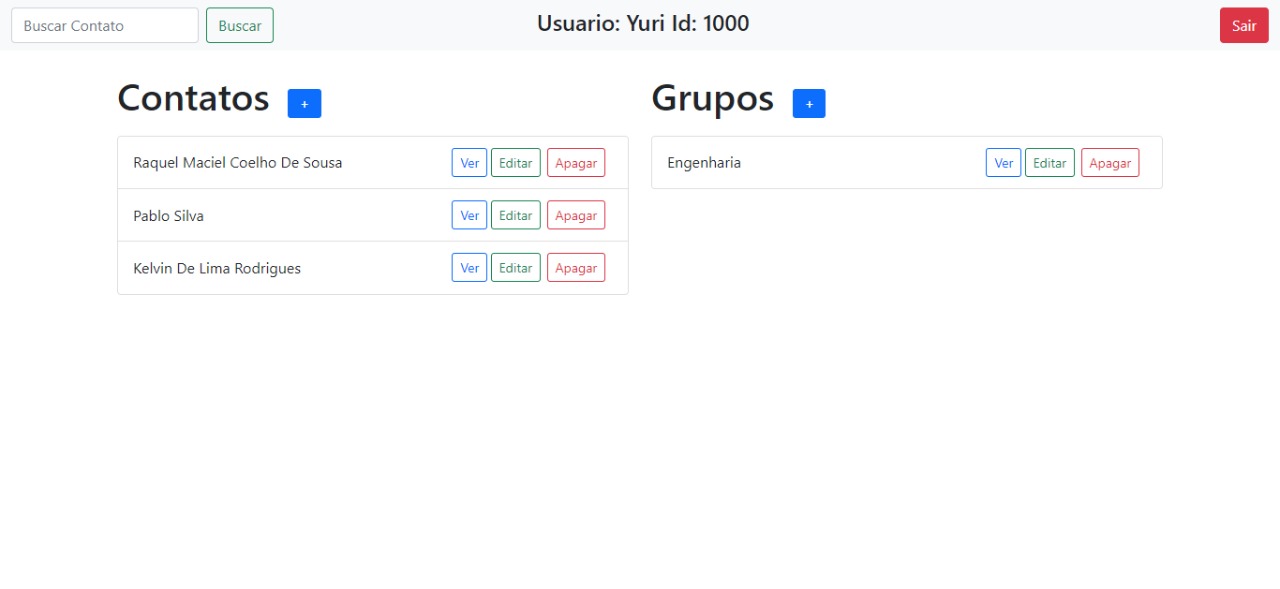 Buscar Contato Buscar Usuario: Yuri Id: 1000 Sair
Contatos +
Raquel Maciel Coelho De Sousa Ver Editar Apagar
Pablo Silva Ver Editar Apagar
Kelvin De Lima Rodrigues Ver Editar Apagar
Grupos +
Engenharia Ver Editar Apagar